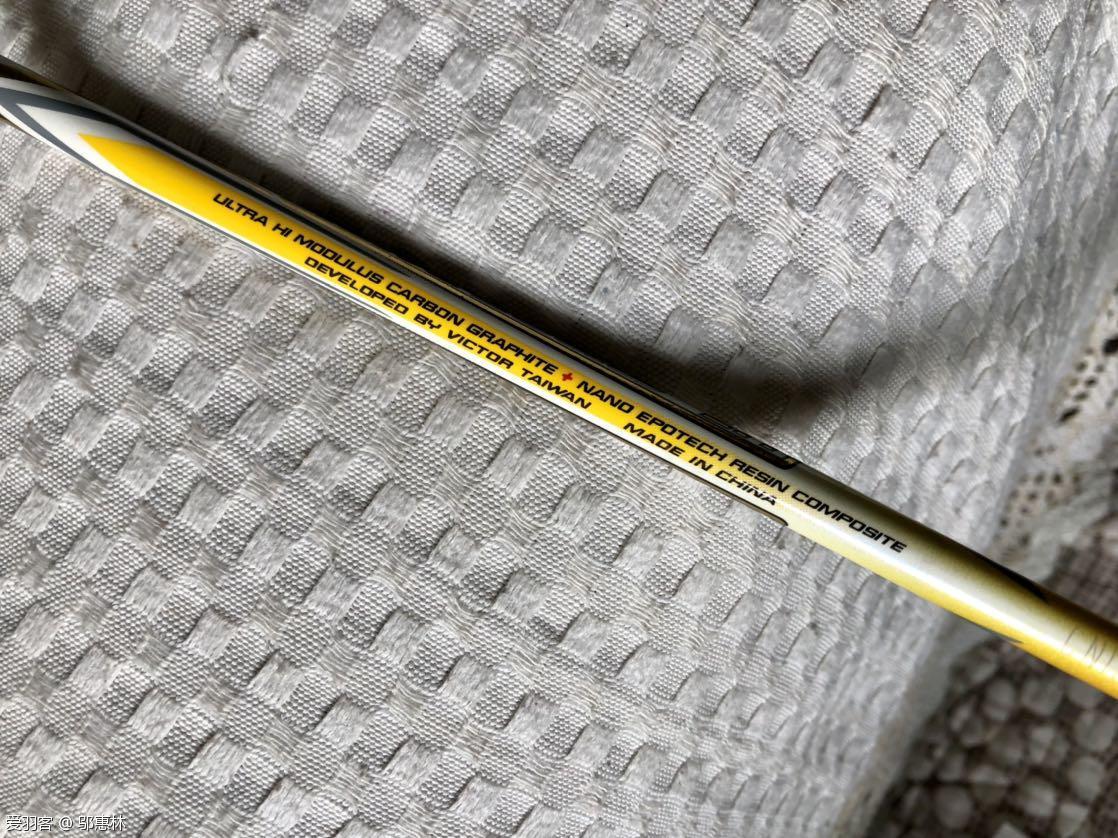 ULTRA HI MODULUS CARBON GRAPHITE + NANO EPOTECH RESIN COMPOSITE
DEVELOPED BY VICTOR TAIWAN MADE IN CHINA
爱羽客 @ 邬惠林